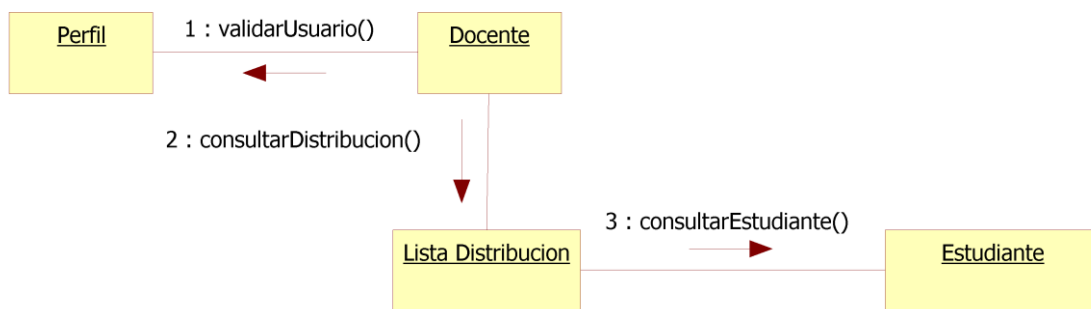 Perfil
1 : validarUsuario()
Docente
2 : consultarDistribucion()
3 : consultarEstudiante()
Lista Distribucion
Estudiante